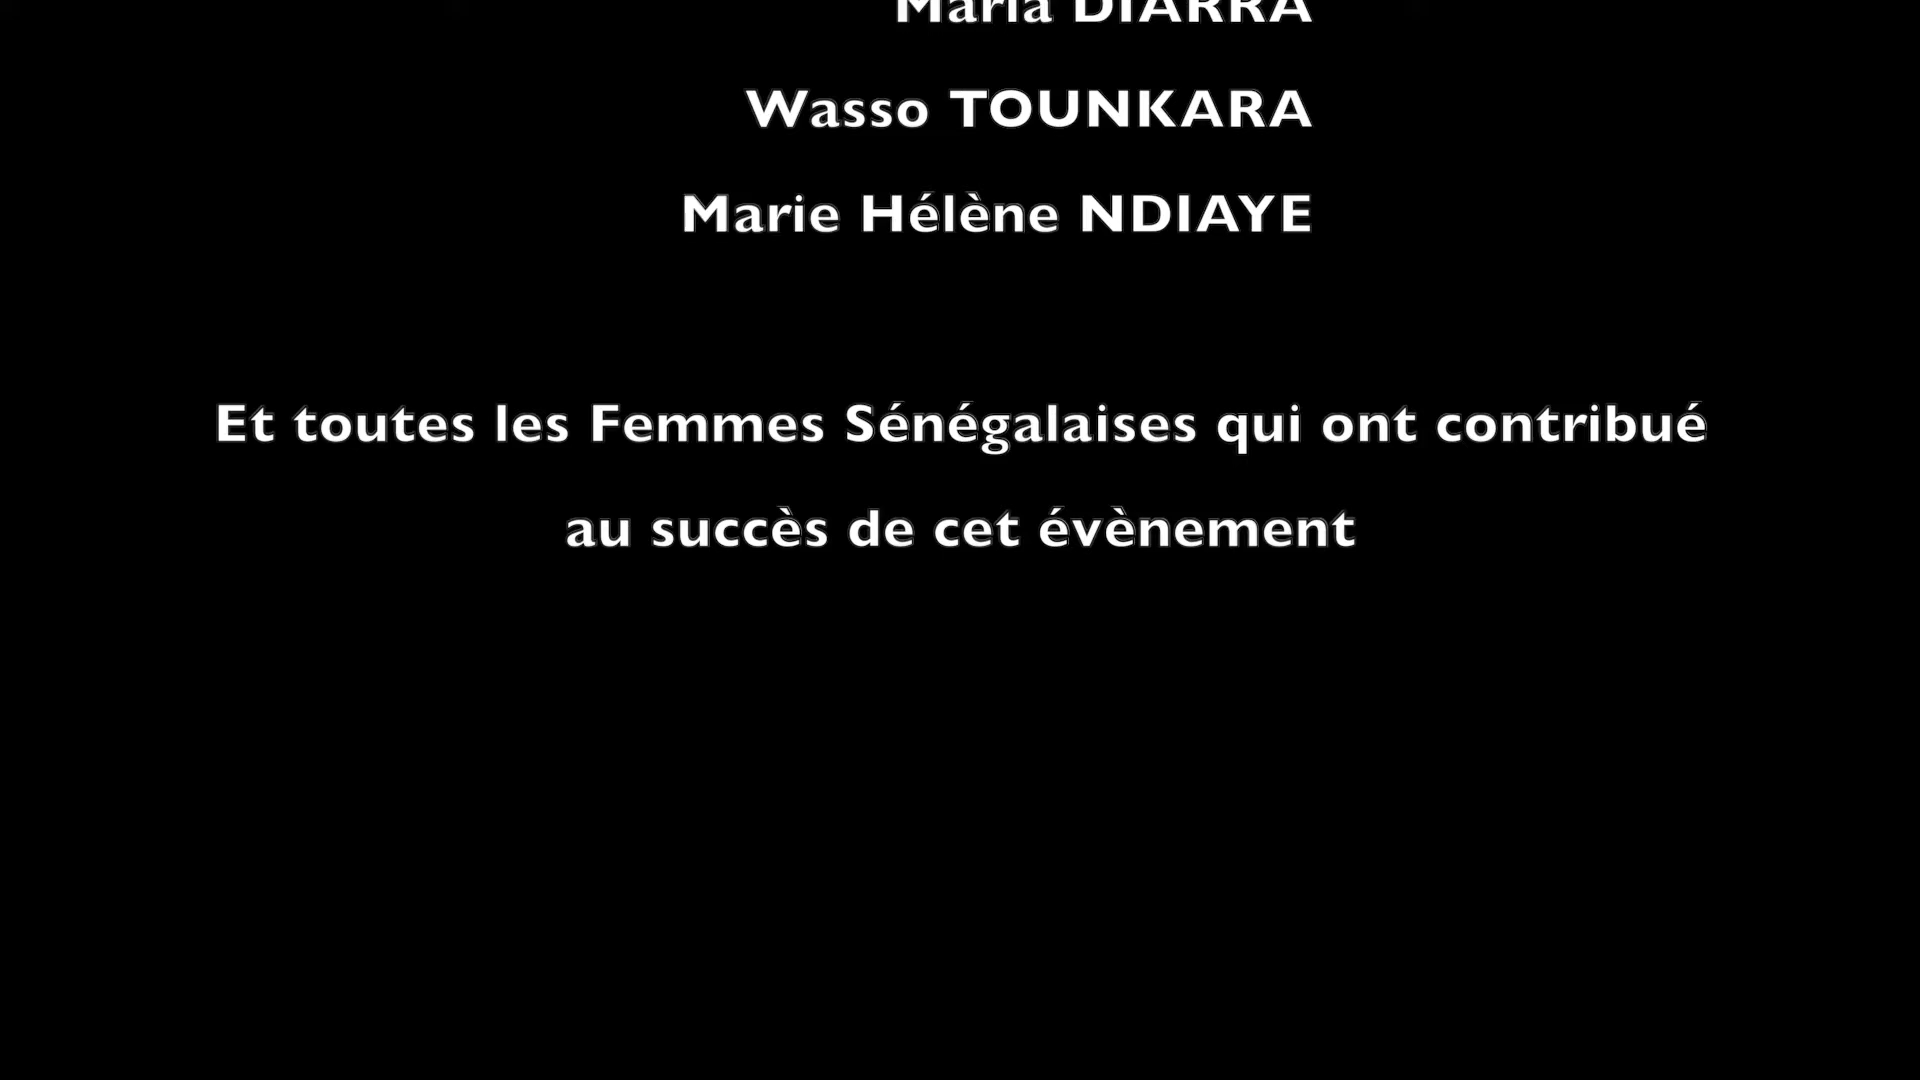 Maria DIARRA
Wasso TOUNKARA
Marie Hélène NDIAYE
Et toutes les Femmes Sénégalaises qui ont contribué
au succès de cet évènement